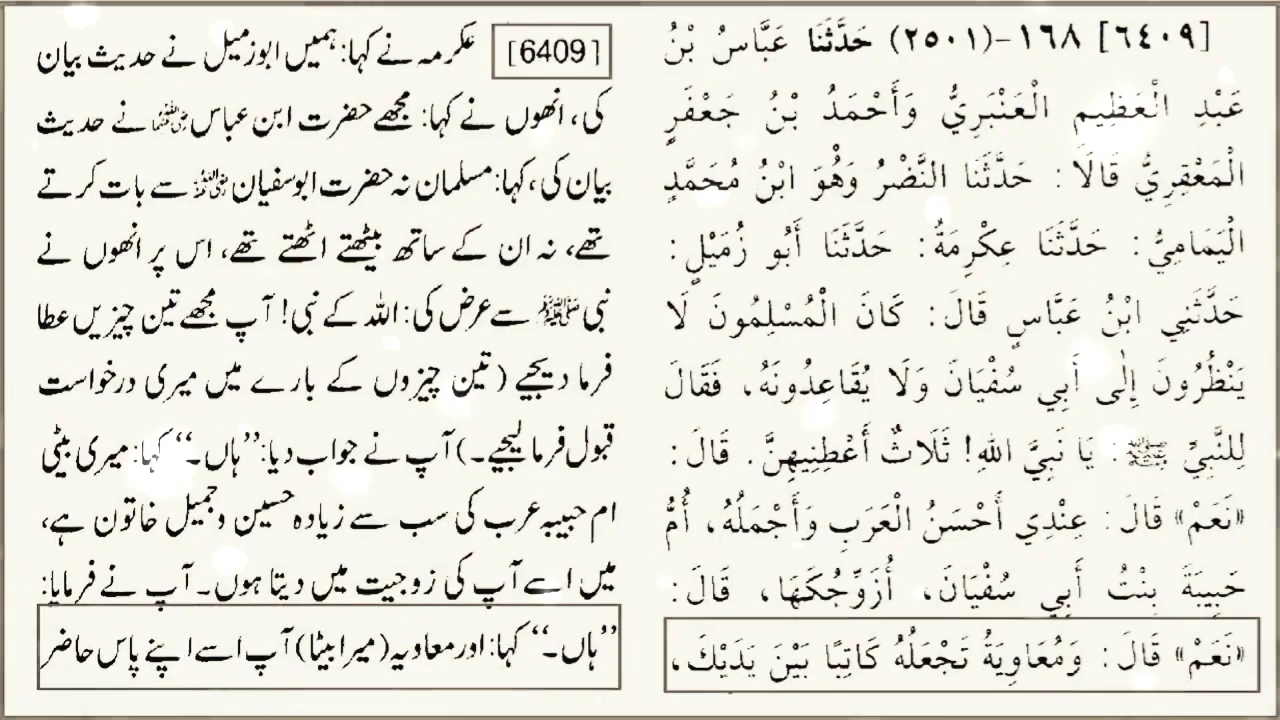 [٦٤٠٩] ١٦٨-(٢٥٠١) حَدَّثَنَا عَبَّاسُ بْنُ
عَبْدِ الْعَظِيمِ الْعَنْبَرِيُّ وَأَحْمَدُ بْنُ جَعْفَرٍ
الْمَعْقِرِيُّ قَالَا : حَدَّثَنَا النَّضْرُ وَهُوَ ابْنُ مُحَمَّدٍ
الْيَمَامِيُّ : حَدَّثَنَا عِكْرِمَةُ : حَدَّثَنَا أَبُو زُمَيْلٍ :
حَدَّثَنِي ابْنُ عَبَّاسٍ قَالَ : كَانَ الْمُسْلِمُونَ لَا
يَنْظُرُونَ إِلٰى أَبِي سُفْيَانَ وَلَا يُقَاعِدُونَهُ، فَقَالَ
لِلنَّبِيِّ ﷺ : يَا نَبِيَّ اللهِ! ثَلَاثٌ أَعْطِنِيهِنَّ. قَالَ :
«نَعَمْ» قَالَ : عِنْدِي أَحْسَنُ الْعَرَبِ وَأَجْمَلُهُ، أُمُّ
حَبِيبَةَ بِنْتُ أَبِي سُفْيَانَ، أُزَوِّجُكَهَا، قَالَ :
«نَعَمْ» قَالَ : وَمُعَاوِيَةُ تَجْعَلُهُ كَاتِبًا بَيْنَ يَدَيْكَ،
[6409] عکرمہ نے کہا: ہمیں ابوزمیل نے حدیث بیان
کی، انھوں نے کہا: مجھے حضرت ابن عباس رضی اللہ عنہ نے حدیث
بیان کی، کہا: مسلمان نہ حضرت ابوسفیان رضی اللہ عنہ سے بات کرتے
تھے، نہ ان کے ساتھ بیٹھتے اٹھتے تھے، اس پر انھوں نے
نبی ﷺ سے عرض کی: اللہ کے نبی! آپ مجھے تین چیزیں عطا
فرما دیجیے (تین چیزوں کے بارے میں میری درخواست
قبول فرما لیجیے۔) آپ نے جواب دیا: ’’ہاں۔‘‘ کہا: میری بیٹی
ام حبیبہ عرب کی سب سے زیادہ حسین و جمیل خاتون ہے،
میں اسے آپ کی زوجیت میں دیتا ہوں۔ آپ نے فرمایا:
’’ہاں۔‘‘ کہا: اور معاویہ (میرا بیٹا) آپ اسے اپنے پاس حاضر